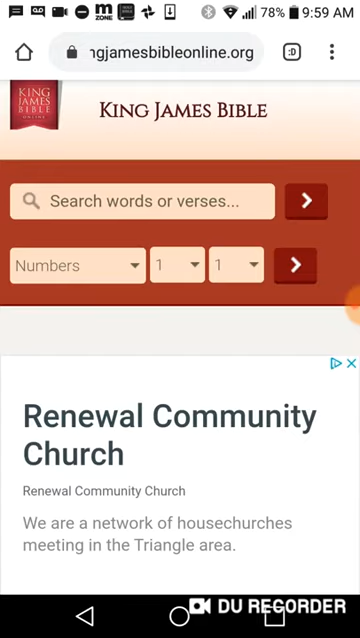 m
ZONE
78% 9:59 AM
ngjamesbibleonline.org
:D
KING
JAMES
BIBLE
ONLINE
KING JAMES BIBLE
Search words or verses...
Numbers 1 1
Renewal Community
Church
Renewal Community Church
We are a network of housechurches
meeting in the Triangle area.
DU RECORDER